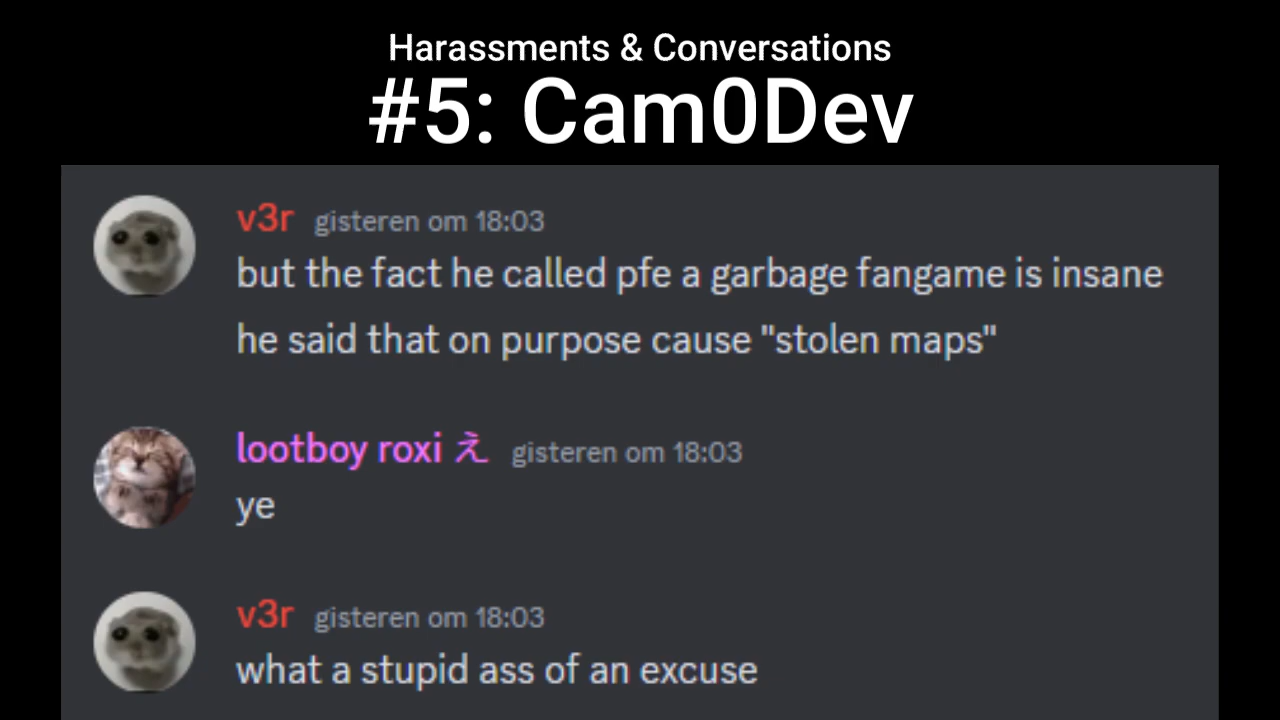 Harassments & Conversations
#5: Cam0Dev
v3r gisteren om 18:03
but the fact he called pfe a garbage fangame is insane
he said that on purpose cause "stolen maps"
lootboy roxi え gisteren om 18:03
ye
v3r gisteren om 18:03
what a stupid ass of an excuse